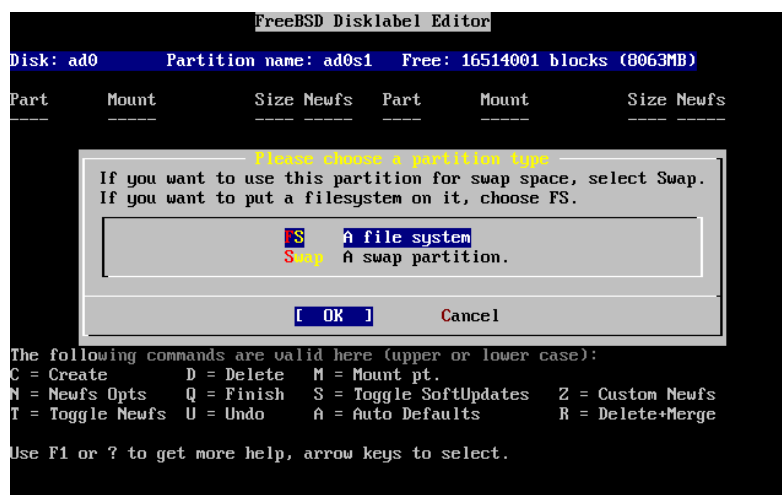 FreeBSD Disklabel Editor
Disk: ad0 Partition name: ad0s1 Free: 16514001 blocks (8063MB)
Part Mount Size Newfs Part Mount Size Newfs
---- ----- ---- ----- ---- ----- ---- -----
Please choose a partition type
If you want to use this partition for swap space, select Swap.
If you want to put a filesystem on it, choose FS.
FS A file system
Swap A swap partition.
[ OK ] Cancel
The following commands are valid here (upper or lower case):
C = Create D = Delete M = Mount pt.
N = Newfs Opts Q = Finish S = Toggle SoftUpdates Z = Custom Newfs
T = Toggle Newfs U = Undo A = Auto Defaults R = Delete+Merge
Use F1 or ? to get more help, arrow keys to select.